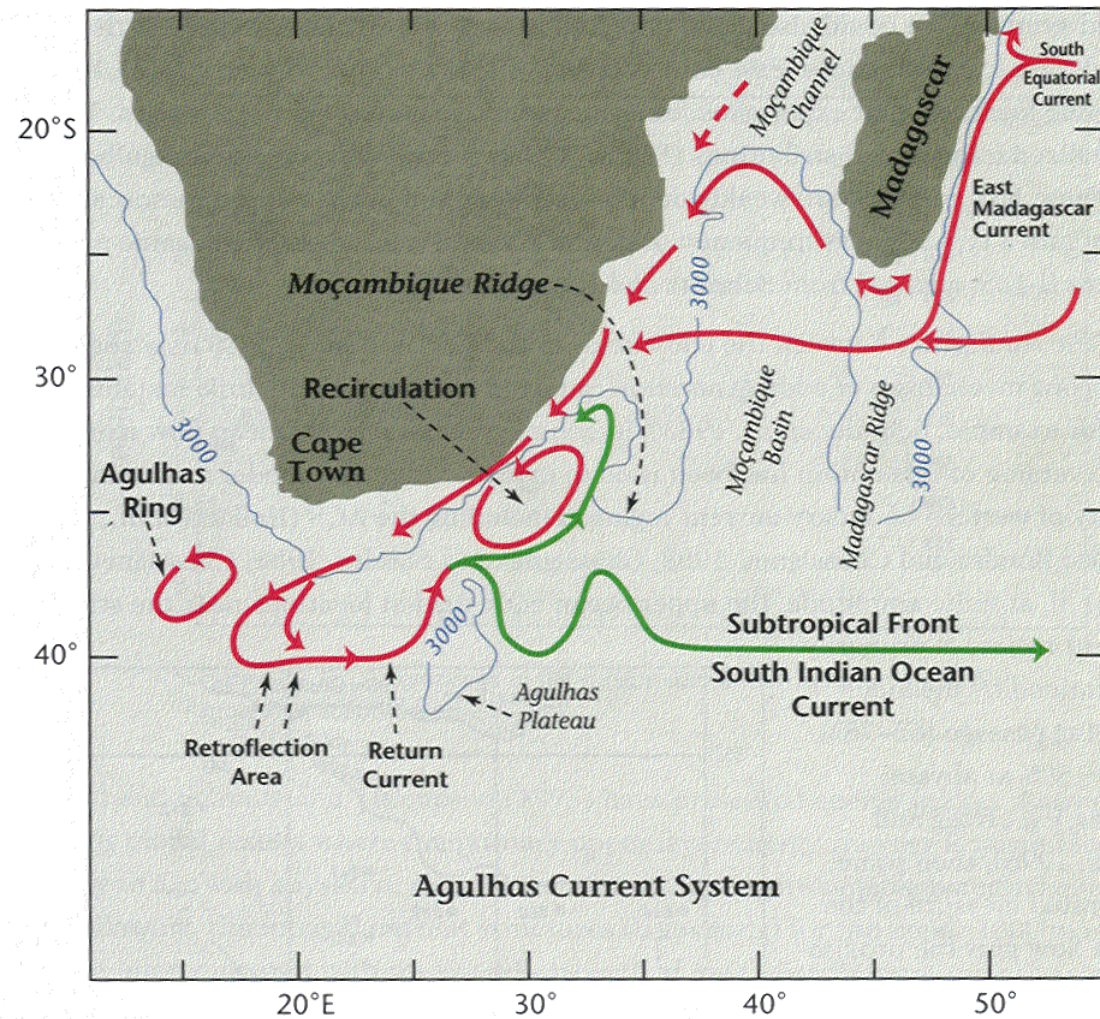 Moçambique
Channel
Madagascar
South
Equatorial
Current
20°S
East
Madagascar
Current
Moçambique Ridge
3000
30°
Recirculation
Cape
Town
3000
Agulhas
Ring
Moçambique
Basin
Madagascar Ridge
3000
40°
3000
Subtropical Front
South Indian Ocean
Current
Agulhas
Plateau
Retroflection
Area
Return
Current
Agulhas Current System
20°E
30°
40°
50°